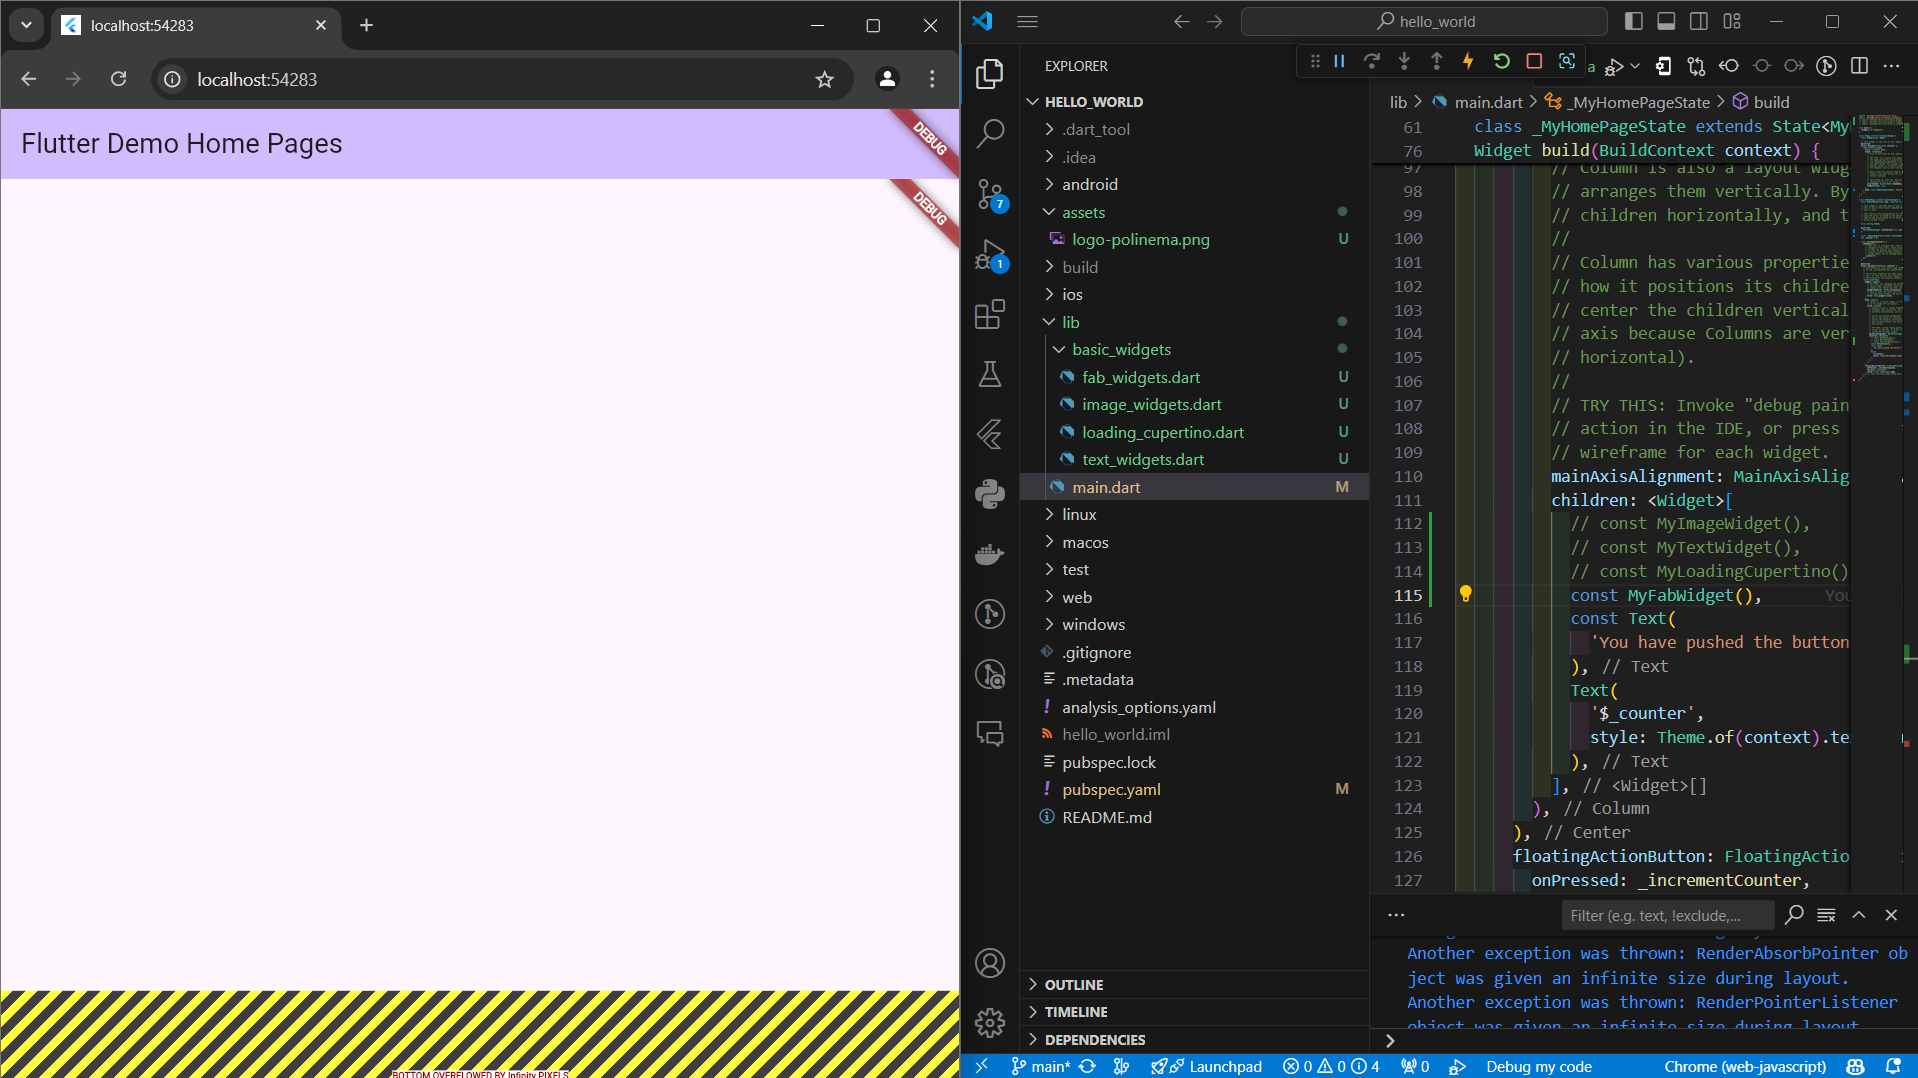 localhost:54283
localhost:54283
Flutter Demo Home Pages
DEBUG
DEBUG
BOTTOM OVERFLOWED BY Infinity PIXELS
hello_world
EXPLORER
HELLO_WORLD
.dart_tool
.idea
android
assets
logo-polinema.png U
build
ios
lib
basic_widgets
fab_widgets.dart U
image_widgets.dart U
loading_cupertino.dart U
text_widgets.dart U
main.dart M
linux
macos
test
web
windows
.gitignore
.metadata
analysis_options.yaml
hello_world.iml
pubspec.lock
pubspec.yaml M
README.md
OUTLINE
TIMELINE
DEPENDENCIES
7
1
a
lib > main.dart > _MyHomePageState > build
61 class _MyHomePageState extends State<My
76 Widget build(BuildContext context) {
97 // Column is also a layout widg
98 // arranges them vertically. By
99 // children horizontally, and t
100 //
101 // Column has various propertie
102 // how it positions its childre
103 // center the children vertical
104 // axis because Columns are ver
105 // horizontal).
106 //
107 // TRY THIS: Invoke "debug pain
108 // action in the IDE, or press
109 // wireframe for each widget.
110 mainAxisAlignment: MainAxisAlig
111 children: <Widget>[
112 // const MyImageWidget(),
113 // const MyTextWidget(),
114 // const MyLoadingCupertino()
115 const MyFabWidget(), You
116 const Text(
117 'You have pushed the button
118 ), // Text
119 Text(
120 '$_counter',
121 style: Theme.of(context).te
122 ), // Text
123 ], // <Widget>[]
124 ), // Column
125 ), // Center
126 floatingActionButton: FloatingActio
127 onPressed: _incrementCounter,
Filter (e.g. text, !exclude,...
Another exception was thrown: RenderAbsorbPointer ob
ject was given an infinite size during layout.
Another exception was thrown: RenderPointerListener
object was given an infinite size during layout
main* Launchpad 0 0 4 0 Debug my code Chrome (web-javascript)